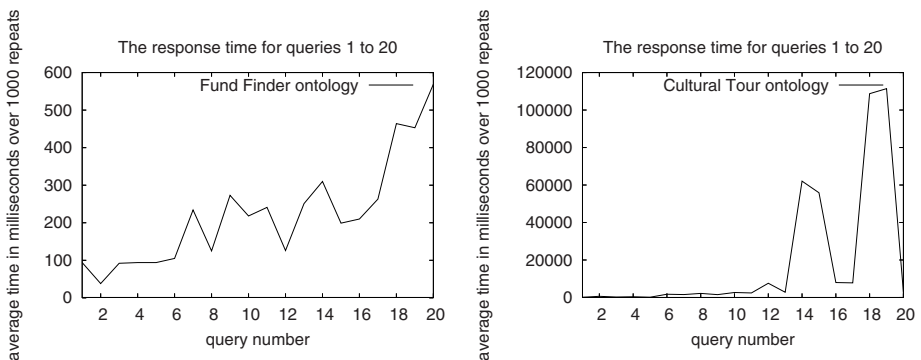 The response time for queries 1 to 20
average time in milliseconds over 1000 repeats
600
500
400
300
200
100
0
Fund Finder ontology
2 4 6 8 10 12 14 16 18 20
query number
The response time for queries 1 to 20
average time in milliseconds over 1000 repeats
120000
100000
80000
60000
40000
20000
0
Cultural Tour ontology
2 4 6 8 10 12 14 16 18 20
query number